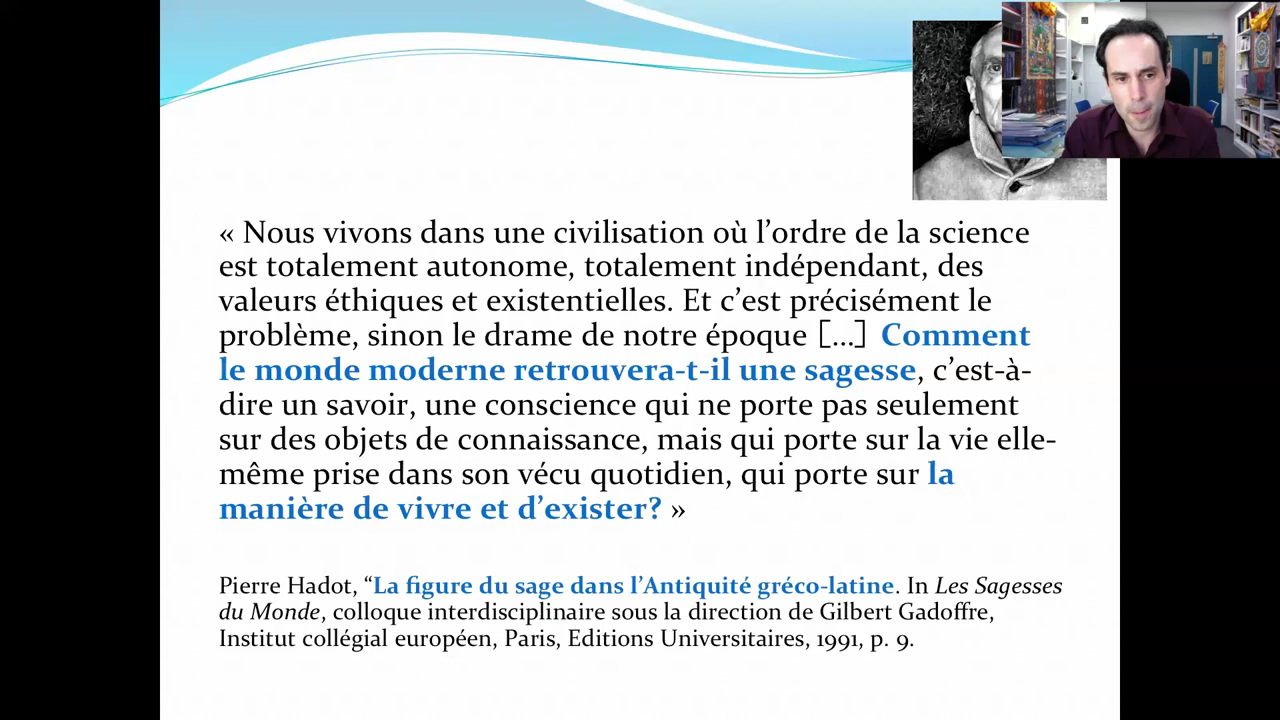 « Nous vivons dans une civilisation où l’ordre de la science
est totalement autonome, totalement indépendant, des
valeurs éthiques et existentielles. Et c’est précisément le
problème, sinon le drame de notre époque […] Comment
le monde moderne retrouvera-t-il une sagesse, c’est-à-
dire un savoir, une conscience qui ne porte pas seulement
sur des objets de connaissance, mais qui porte sur la vie elle-
même prise dans son vécu quotidien, qui porte sur la
manière de vivre et d’exister? »
Pierre Hadot, “La figure du sage dans l’Antiquité gréco-latine. In Les Sagesses
du Monde, colloque interdisciplinaire sous la direction de Gilbert Gadoffre,
Institut collégial européen, Paris, Editions Universitaires, 1991, p. 9.